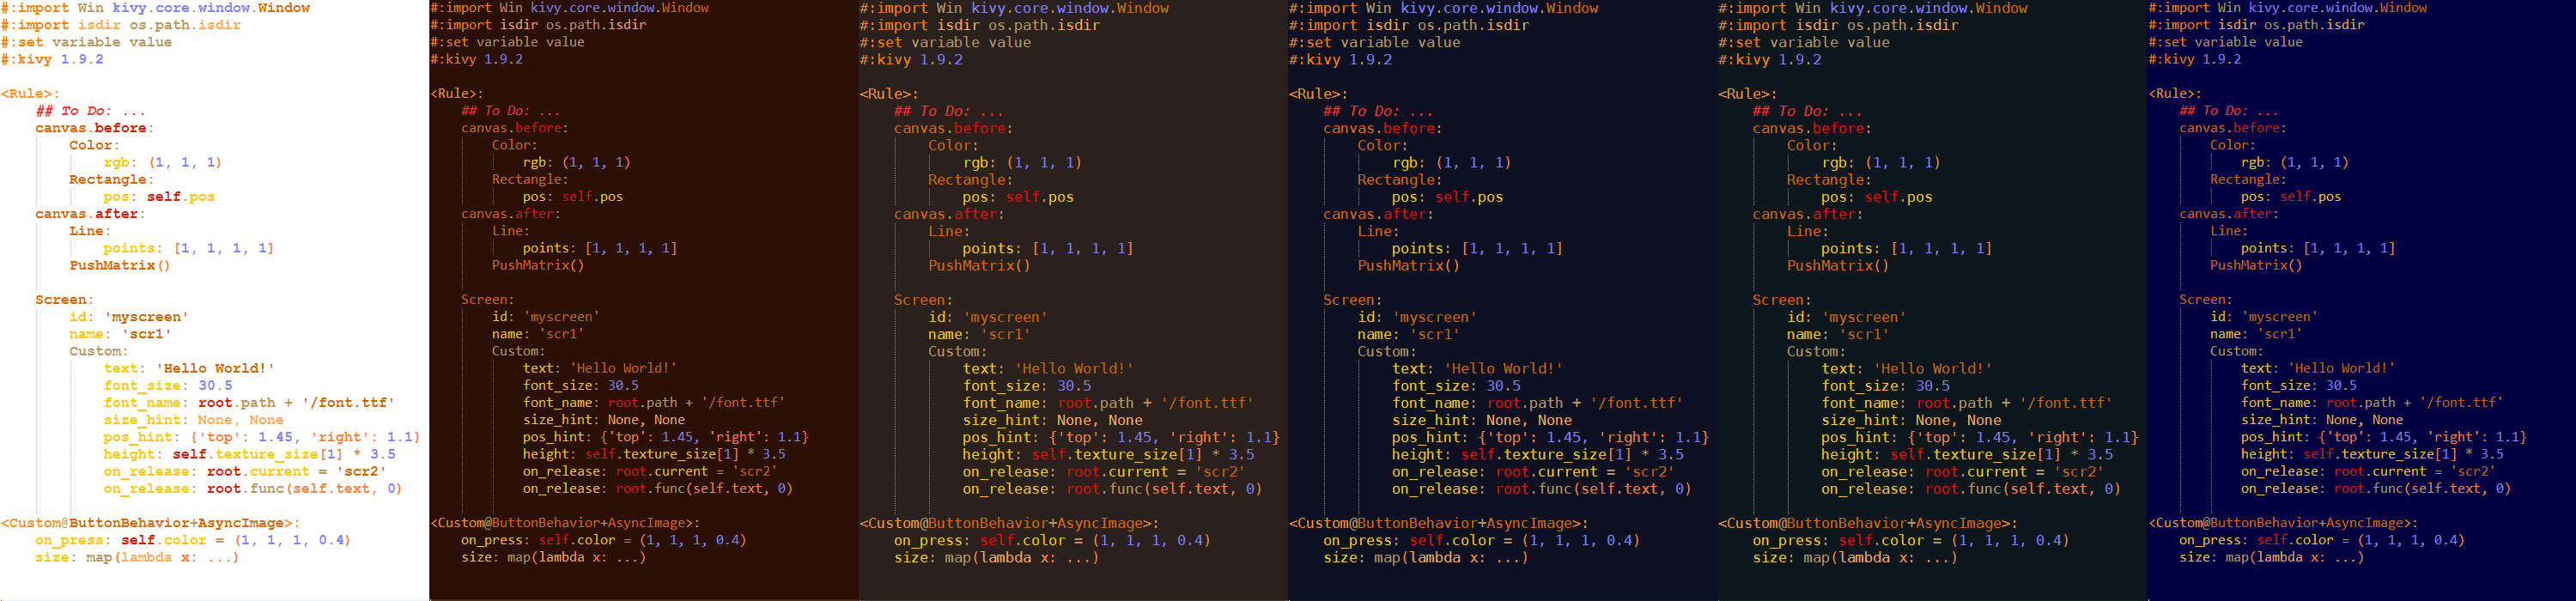 #:import Win kivy.core.window.Window
#:import isdir os.path.isdir
#:set variable value
#:kivy 1.9.2
<Rule>:
## To Do: ...
canvas.before:
Color:
rgb: (1, 1, 1)
Rectangle:
pos: self.pos
canvas.after:
Line:
points: [1, 1, 1, 1]
PushMatrix()
Screen:
id: 'myscreen'
name: 'scr1'
Custom:
text: 'Hello World!'
font_size: 30.5
font_name: root.path + '/font.ttf'
size_hint: None, None
pos_hint: {'top': 1.45, 'right': 1.1}
height: self.texture_size[1] * 3.5
on_release: root.current = 'scr2'
on_release: root.func(self.text, 0)
<Custom@ButtonBehavior+AsyncImage>:
on_press: self.color = (1, 1, 1, 0.4)
size: map(lambda x: ...)
#:import Win kivy.core.window.Window
#:import isdir os.path.isdir
#:set variable value
#:kivy 1.9.2
<Rule>:
## To Do: ...
canvas.before:
Color:
rgb: (1, 1, 1)
Rectangle:
pos: self.pos
canvas.after:
Line:
points: [1, 1, 1, 1]
PushMatrix()
Screen:
id: 'myscreen'
name: 'scr1'
Custom:
text: 'Hello World!'
font_size: 30.5
font_name: root.path + '/font.ttf'
size_hint: None, None
pos_hint: {'top': 1.45, 'right': 1.1}
height: self.texture_size[1] * 3.5
on_release: root.current = 'scr2'
on_release: root.func(self.text, 0)
<Custom@ButtonBehavior+AsyncImage>:
on_press: self.color = (1, 1, 1, 0.4)
size: map(lambda x: ...)
#:import Win kivy.core.window.Window
#:import isdir os.path.isdir
#:set variable value
#:kivy 1.9.2
<Rule>:
## To Do: ...
canvas.before:
Color:
rgb: (1, 1, 1)
Rectangle:
pos: self.pos
canvas.after:
Line:
points: [1, 1, 1, 1]
PushMatrix()
Screen:
id: 'myscreen'
name: 'scr1'
Custom:
text: 'Hello World!'
font_size: 30.5
font_name: root.path + '/font.ttf'
size_hint: None, None
pos_hint: {'top': 1.45, 'right': 1.1}
height: self.texture_size[1] * 3.5
on_release: root.current = 'scr2'
on_release: root.func(self.text, 0)
<Custom@ButtonBehavior+AsyncImage>:
on_press: self.color = (1, 1, 1, 0.4)
size: map(lambda x: ...)
#:import Win kivy.core.window.Window
#:import isdir os.path.isdir
#:set variable value
#:kivy 1.9.2
<Rule>:
## To Do: ...
canvas.before:
Color:
rgb: (1, 1, 1)
Rectangle:
pos: self.pos
canvas.after:
Line:
points: [1, 1, 1, 1]
PushMatrix()
Screen:
id: 'myscreen'
name: 'scr1'
Custom:
text: 'Hello World!'
font_size: 30.5
font_name: root.path + '/font.ttf'
size_hint: None, None
pos_hint: {'top': 1.45, 'right': 1.1}
height: self.texture_size[1] * 3.5
on_release: root.current = 'scr2'
on_release: root.func(self.text, 0)
<Custom@ButtonBehavior+AsyncImage>:
on_press: self.color = (1, 1, 1, 0.4)
size: map(lambda x: ...)
#:import Win kivy.core.window.Window
#:import isdir os.path.isdir
#:set variable value
#:kivy 1.9.2
<Rule>:
## To Do: ...
canvas.before:
Color:
rgb: (1, 1, 1)
Rectangle:
pos: self.pos
canvas.after:
Line:
points: [1, 1, 1, 1]
PushMatrix()
Screen:
id: 'myscreen'
name: 'scr1'
Custom:
text: 'Hello World!'
font_size: 30.5
font_name: root.path + '/font.ttf'
size_hint: None, None
pos_hint: {'top': 1.45, 'right': 1.1}
height: self.texture_size[1] * 3.5
on_release: root.current = 'scr2'
on_release: root.func(self.text, 0)
<Custom@ButtonBehavior+AsyncImage>:
on_press: self.color = (1, 1, 1, 0.4)
size: map(lambda x: ...)
#:import Win kivy.core.window.Window
#:import isdir os.path.isdir
#:set variable value
#:kivy 1.9.2
<Rule>:
## To Do: ...
canvas.before:
Color:
rgb: (1, 1, 1)
Rectangle:
pos: self.pos
canvas.after:
Line:
points: [1, 1, 1, 1]
PushMatrix()
Screen:
id: 'myscreen'
name: 'scr1'
Custom:
text: 'Hello World!'
font_size: 30.5
font_name: root.path + '/font.ttf'
size_hint: None, None
pos_hint: {'top': 1.45, 'right': 1.1}
height: self.texture_size[1] * 3.5
on_release: root.current = 'scr2'
on_release: root.func(self.text, 0)
<Custom@ButtonBehavior+AsyncImage>:
on_press: self.color = (1, 1, 1, 0.4)
size: map(lambda x: ...)